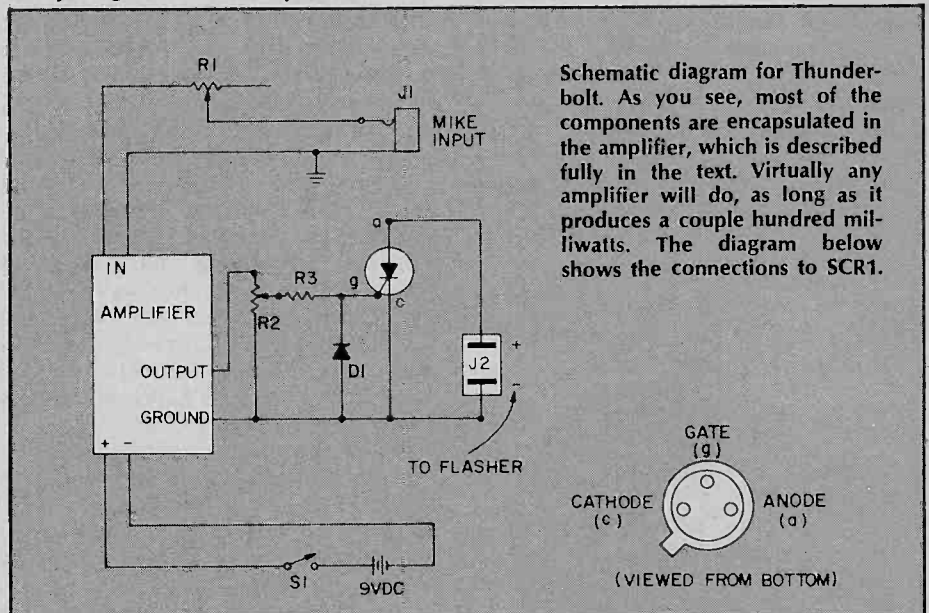 R1
J1
MIKE
INPUT
Schematic diagram for Thunder-
bolt. As you see, most of the
components are encapsulated in
the amplifier, which is described
fully in the text. Virtually any
amplifier will do, as long as it
produces a couple hundred mil-
liwatts. The diagram below
shows the connections to SCR1.
IN
AMPLIFIER
OUTPUT
GROUND
+ −
R2
R3
g
a
c
D1
J2
+
−
TO FLASHER
S1
9VDC
GATE
(g)
CATHODE
(c)
ANODE
(a)
(VIEWED FROM BOTTOM)